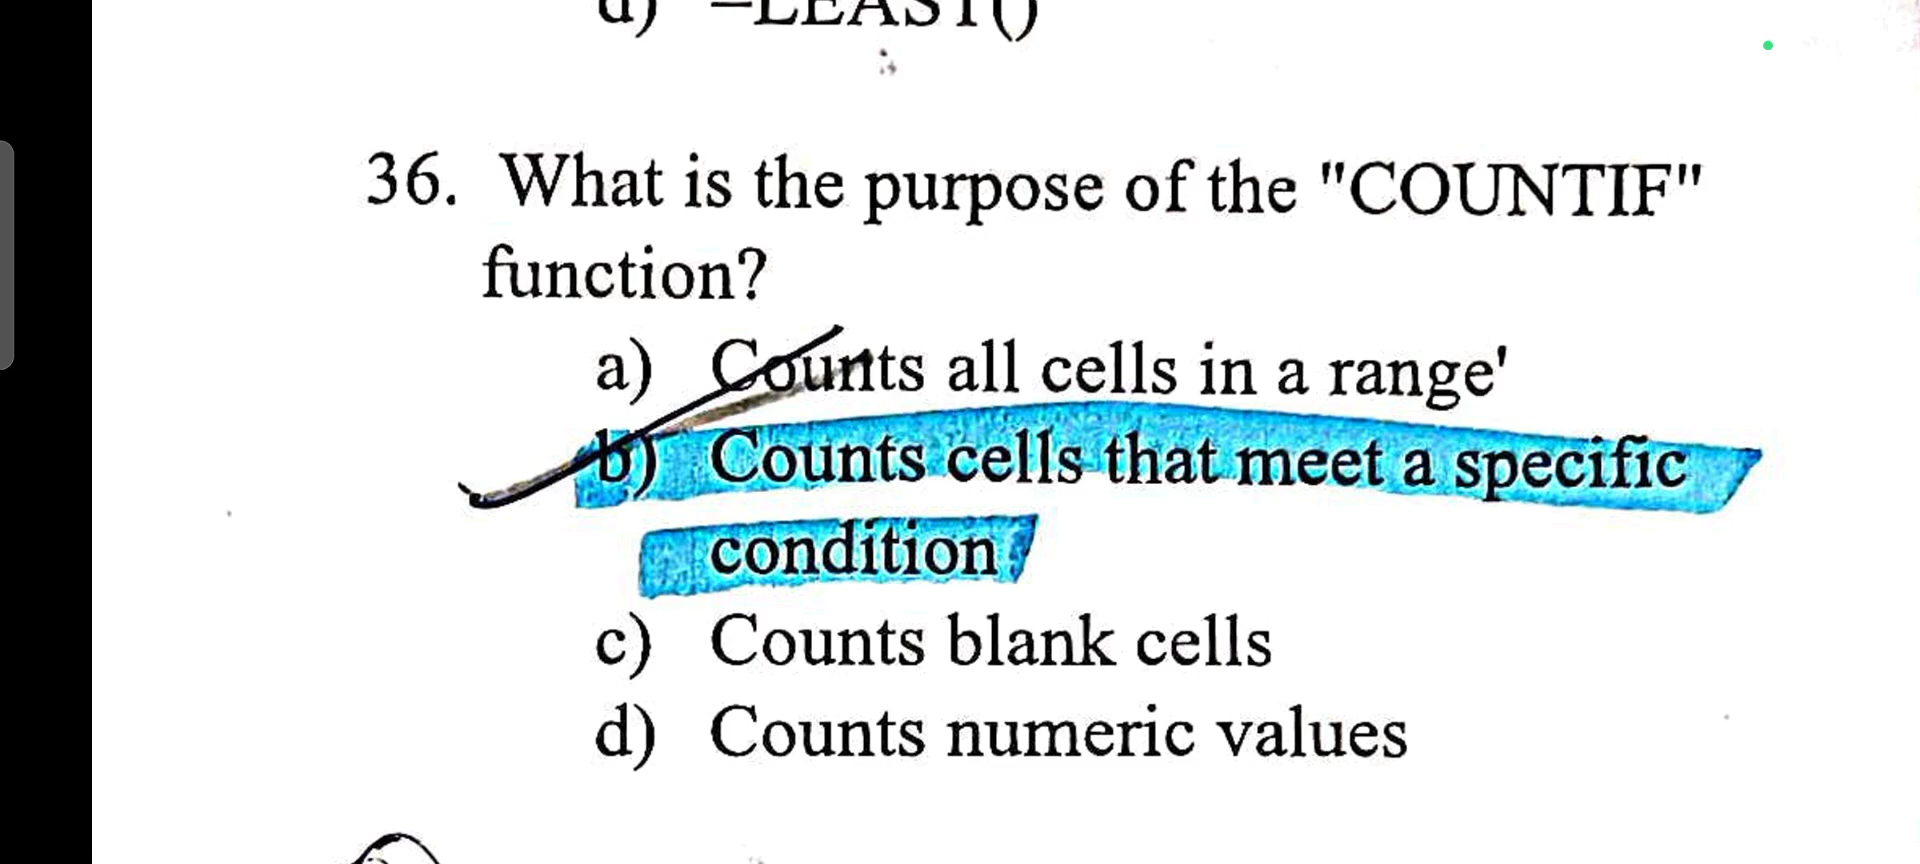 d) =LEAST()
36. What is the purpose of the "COUNTIF"
function?
a) Counts all cells in a range'
b) Counts cells that meet a specific
condition
c) Counts blank cells
d) Counts numeric values